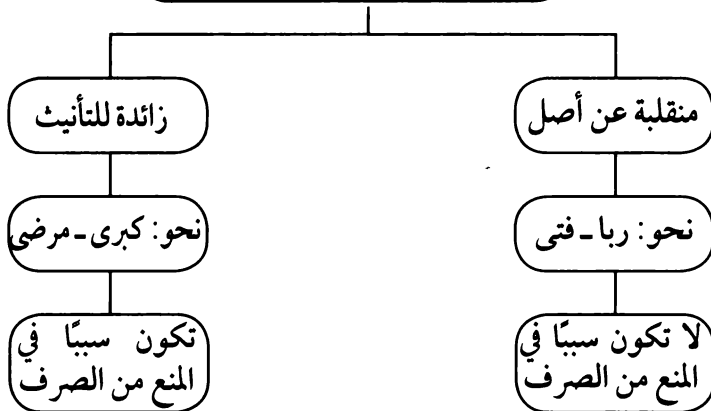 منقلبة عن أصل
زائدة للتأنيث
نحو: ربا ـ فتى
نحو: كبرى ـ مرضى
لا تكون سببًا في
المنع من الصرف
تكون سببًا في
المنع من الصرف